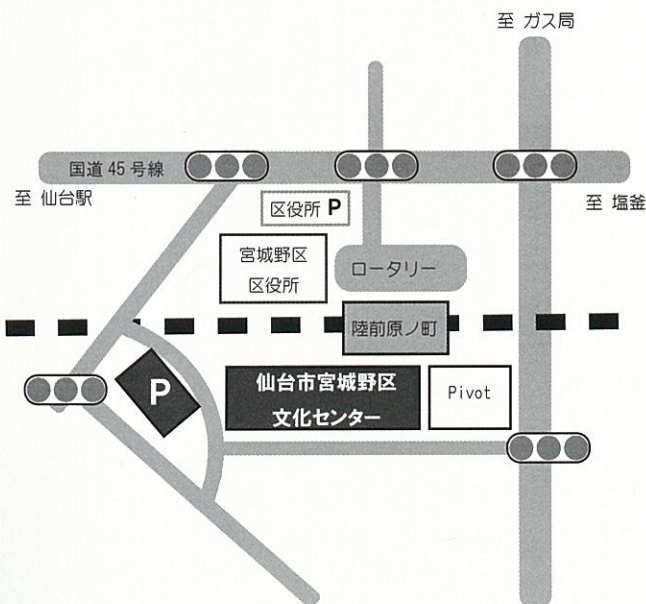 至 ガス局
国道45号線
至 仙台駅
至 塩釜
区役所 P
宮城野区
区役所
ロータリー
陸前原ノ町
P
仙台市宮城野区
文化センター
Pivot